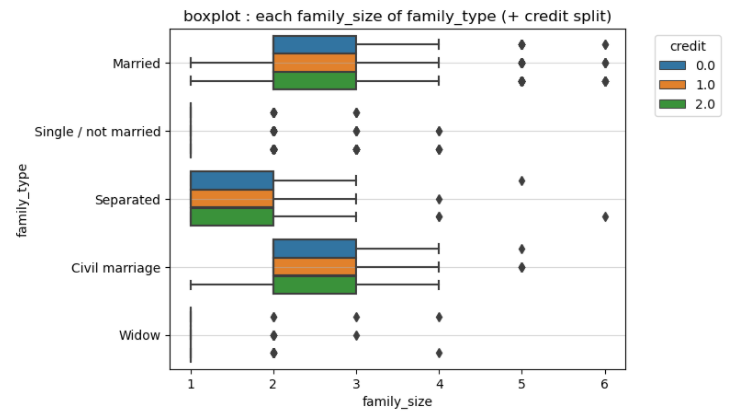 boxplot : each family_size of family_type (+ credit split)
credit
0.0
1.0
2.0
family_type
Married
Single / not married
Separated
Civil marriage
Widow
1 2 3 4 5 6
family_size